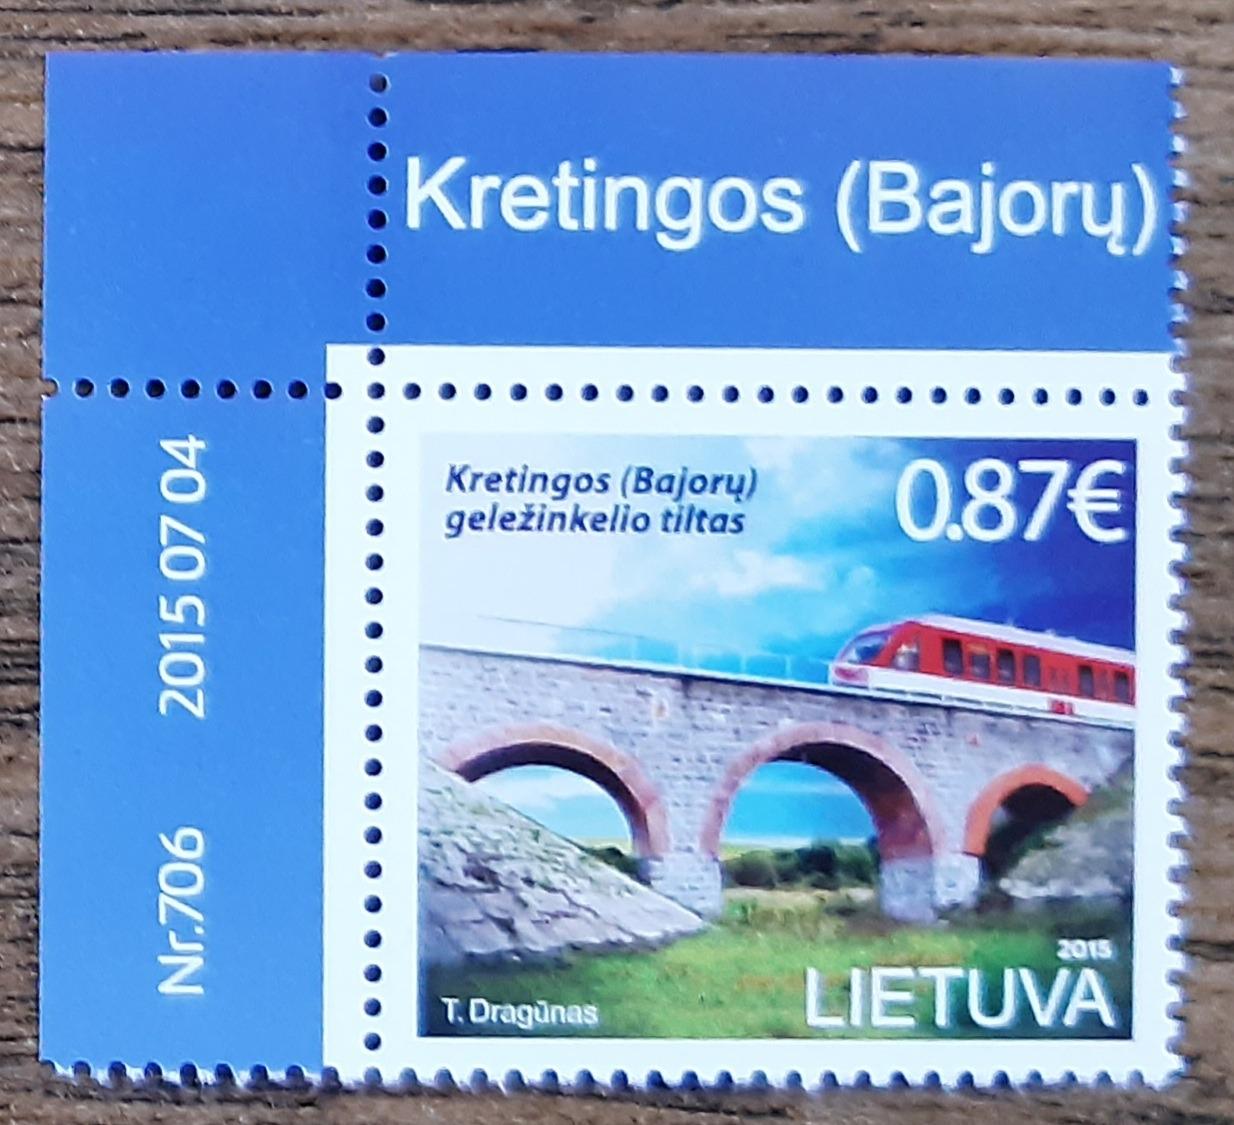 Kretingos (Bajorų)
Kretingos (Bajorų)
geležinkelio tiltas
0.87€
2015 07 04
Nr.706
2015
LIETUVA
T. Dragūnas